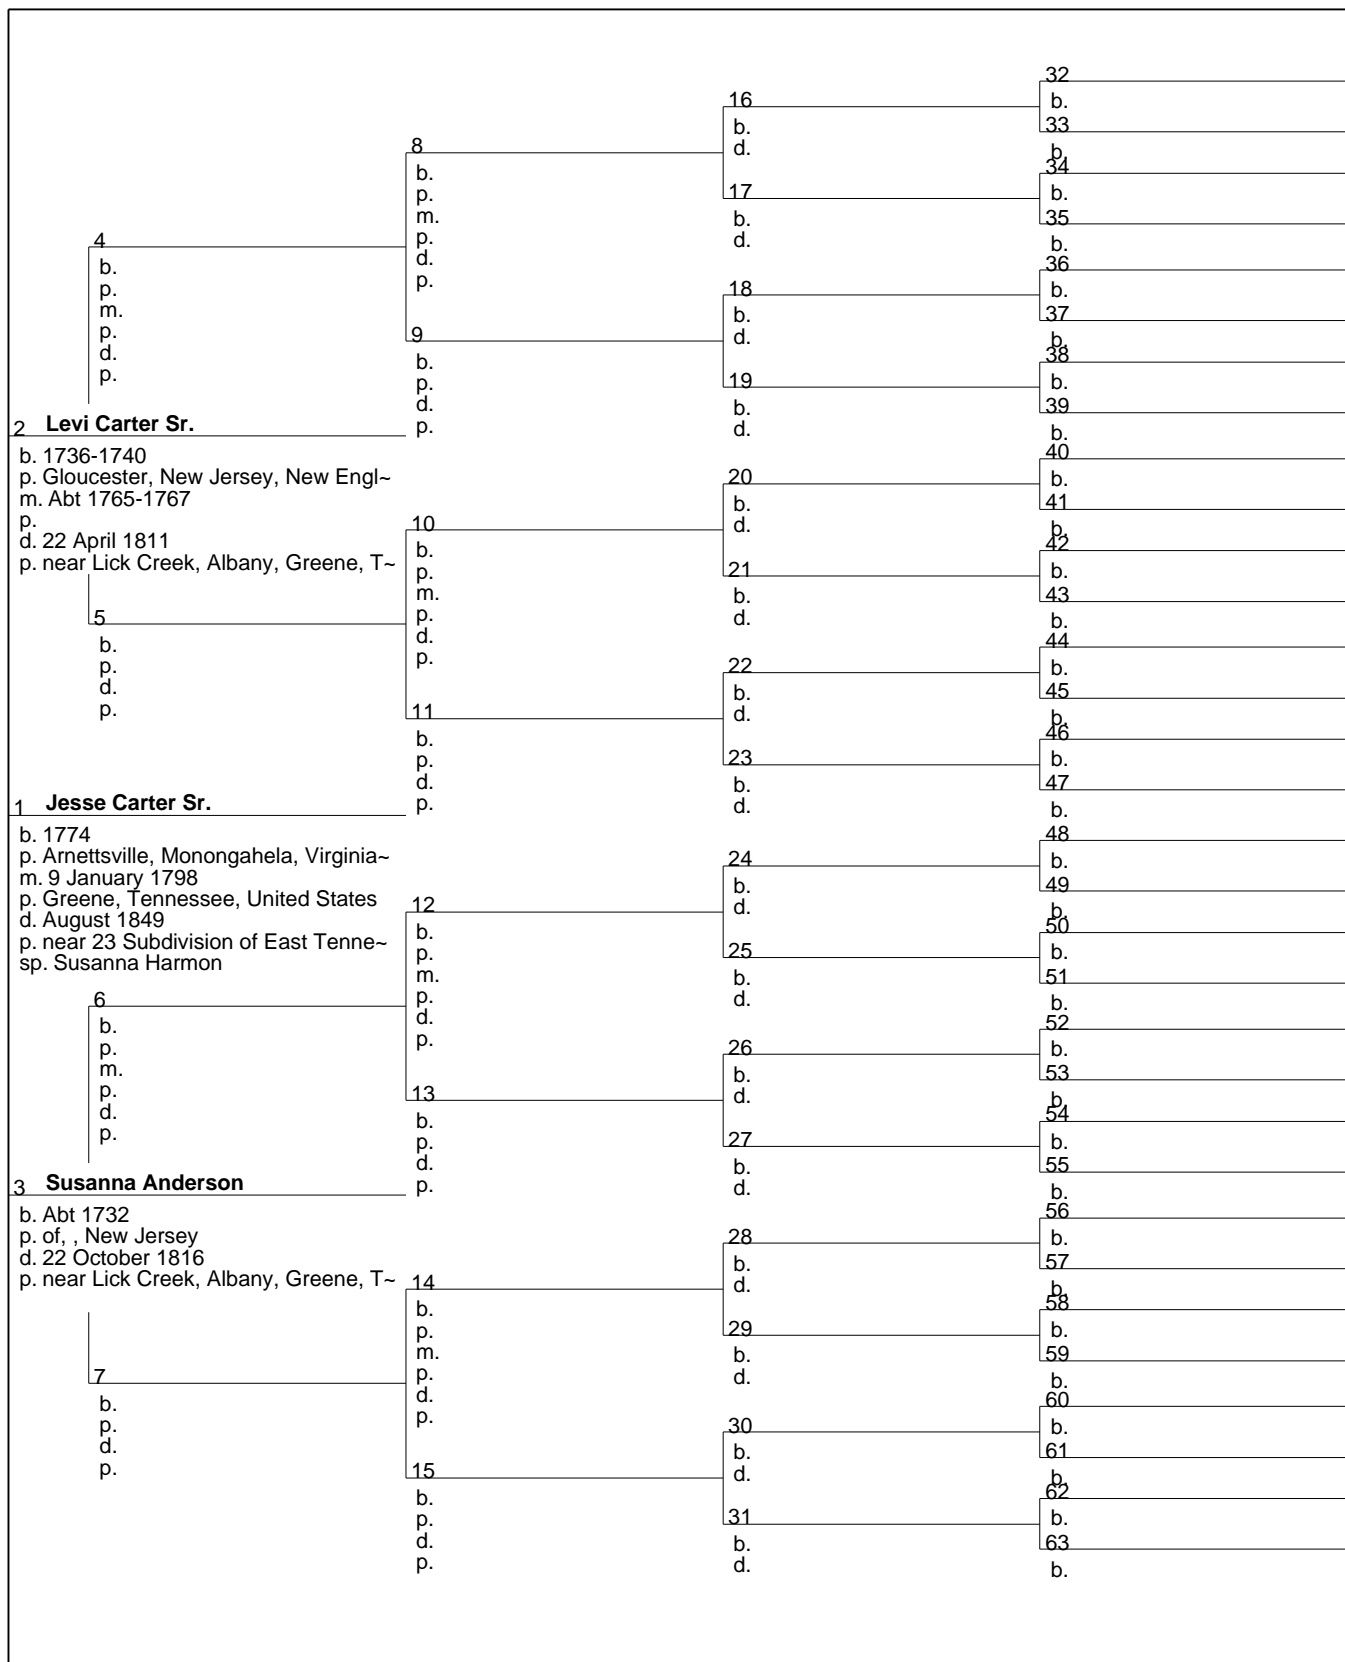 4
b.
p.
m.
p.
d.
p.
2 Levi Carter Sr.
b. 1736-1740
p. Gloucester, New Jersey, New Engl~
m. Abt 1765-1767
p.
d. 22 April 1811
p. near Lick Creek, Albany, Greene, T~
5
b.
p.
d.
p.
1 Jesse Carter Sr.
b. 1774
p. Arnettsville, Monongahela, Virginia~
m. 9 January 1798
p. Greene, Tennessee, United States
d. August 1849
p. near 23 Subdivision of East Tenne~
sp. Susanna Harmon
6
b.
p.
m.
p.
d.
p.
3 Susanna Anderson
b. Abt 1732
p. of, , New Jersey
d. 22 October 1816
p. near Lick Creek, Albany, Greene, T~
7
b.
p.
d.
p.
8
b.
p.
m.
p.
d.
p.
9
b.
p.
d.
p.
10
b.
p.
m.
p.
d.
p.
11
b.
p.
d.
p.
12
b.
p.
m.
p.
d.
p.
13
b.
p.
d.
p.
14
b.
p.
m.
p.
d.
p.
15
b.
p.
d.
p.
16
b.
d.
17
b.
d.
18
b.
d.
19
b.
d.
20
b.
d.
21
b.
d.
22
b.
d.
23
b.
d.
24
b.
d.
25
b.
d.
26
b.
d.
27
b.
d.
28
b.
d.
29
b.
d.
30
b.
d.
31
b.
d.
32
b.
33
b.
34
b.
35
b.
36
b.
37
b.
38
b.
39
b.
40
b.
41
b.
42
b.
43
b.
44
b.
45
b.
46
b.
47
b.
48
b.
49
b.
50
b.
51
b.
52
b.
53
b.
54
b.
55
b.
56
b.
57
b.
58
b.
59
b.
60
b.
61
b.
62
b.
63
b.